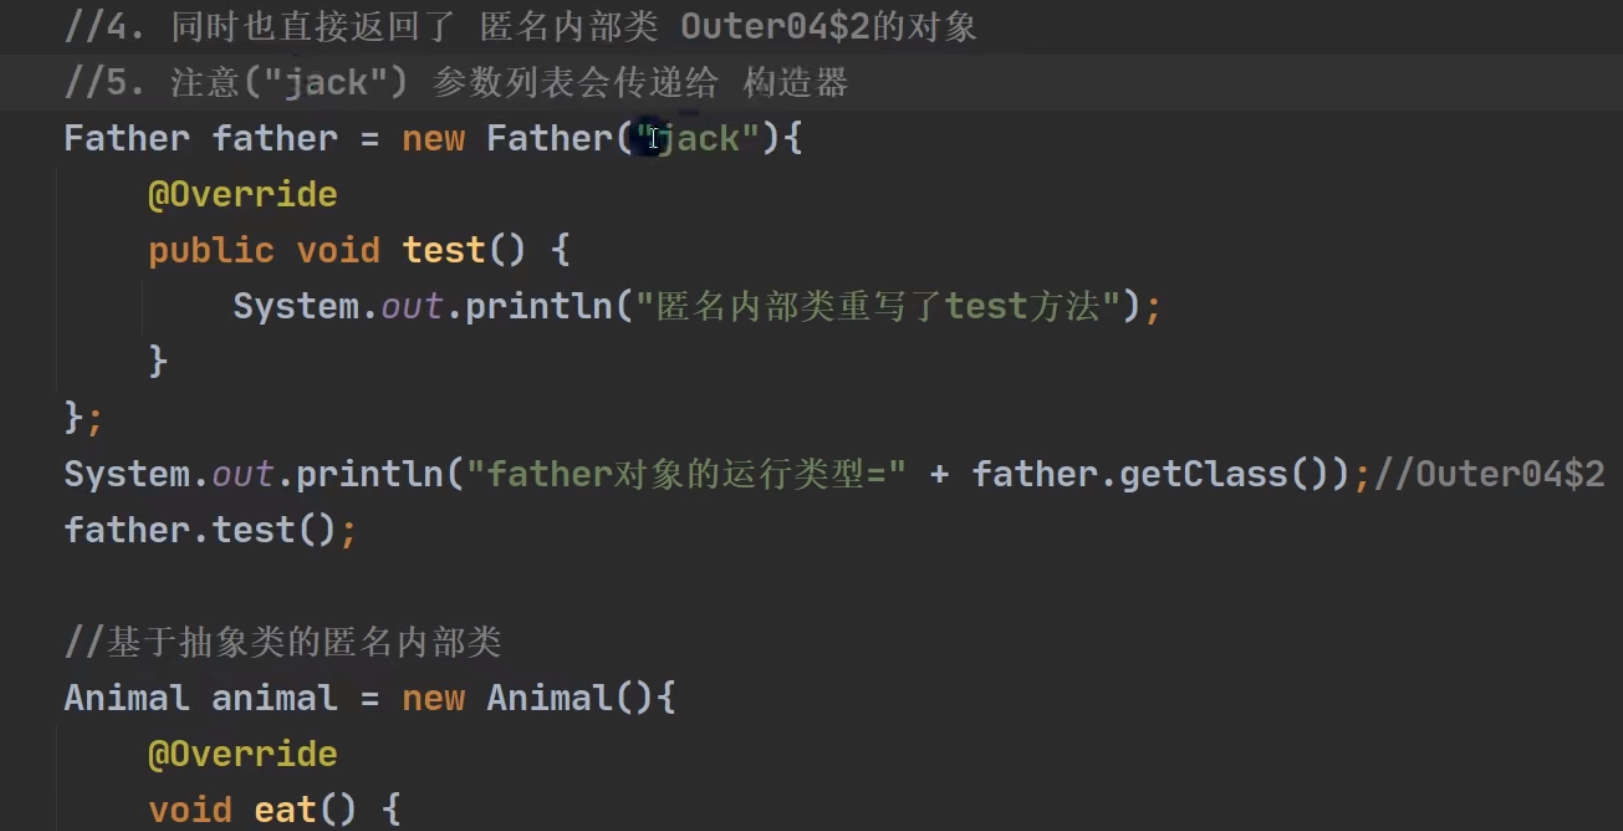 //4. 同时也直接返回了 匿名内部类 Outer04$2的对象
//5. 注意("jack") 参数列表会传递给 构造器
Father father = new Father("jack"){
@Override
public void test() {
System.out.println("匿名内部类重写了test方法");
}
};
System.out.println("father对象的运行类型=" + father.getClass());//Outer04$2
father.test();
//基于抽象类的匿名内部类
Animal animal = new Animal(){
@Override
void eat() {